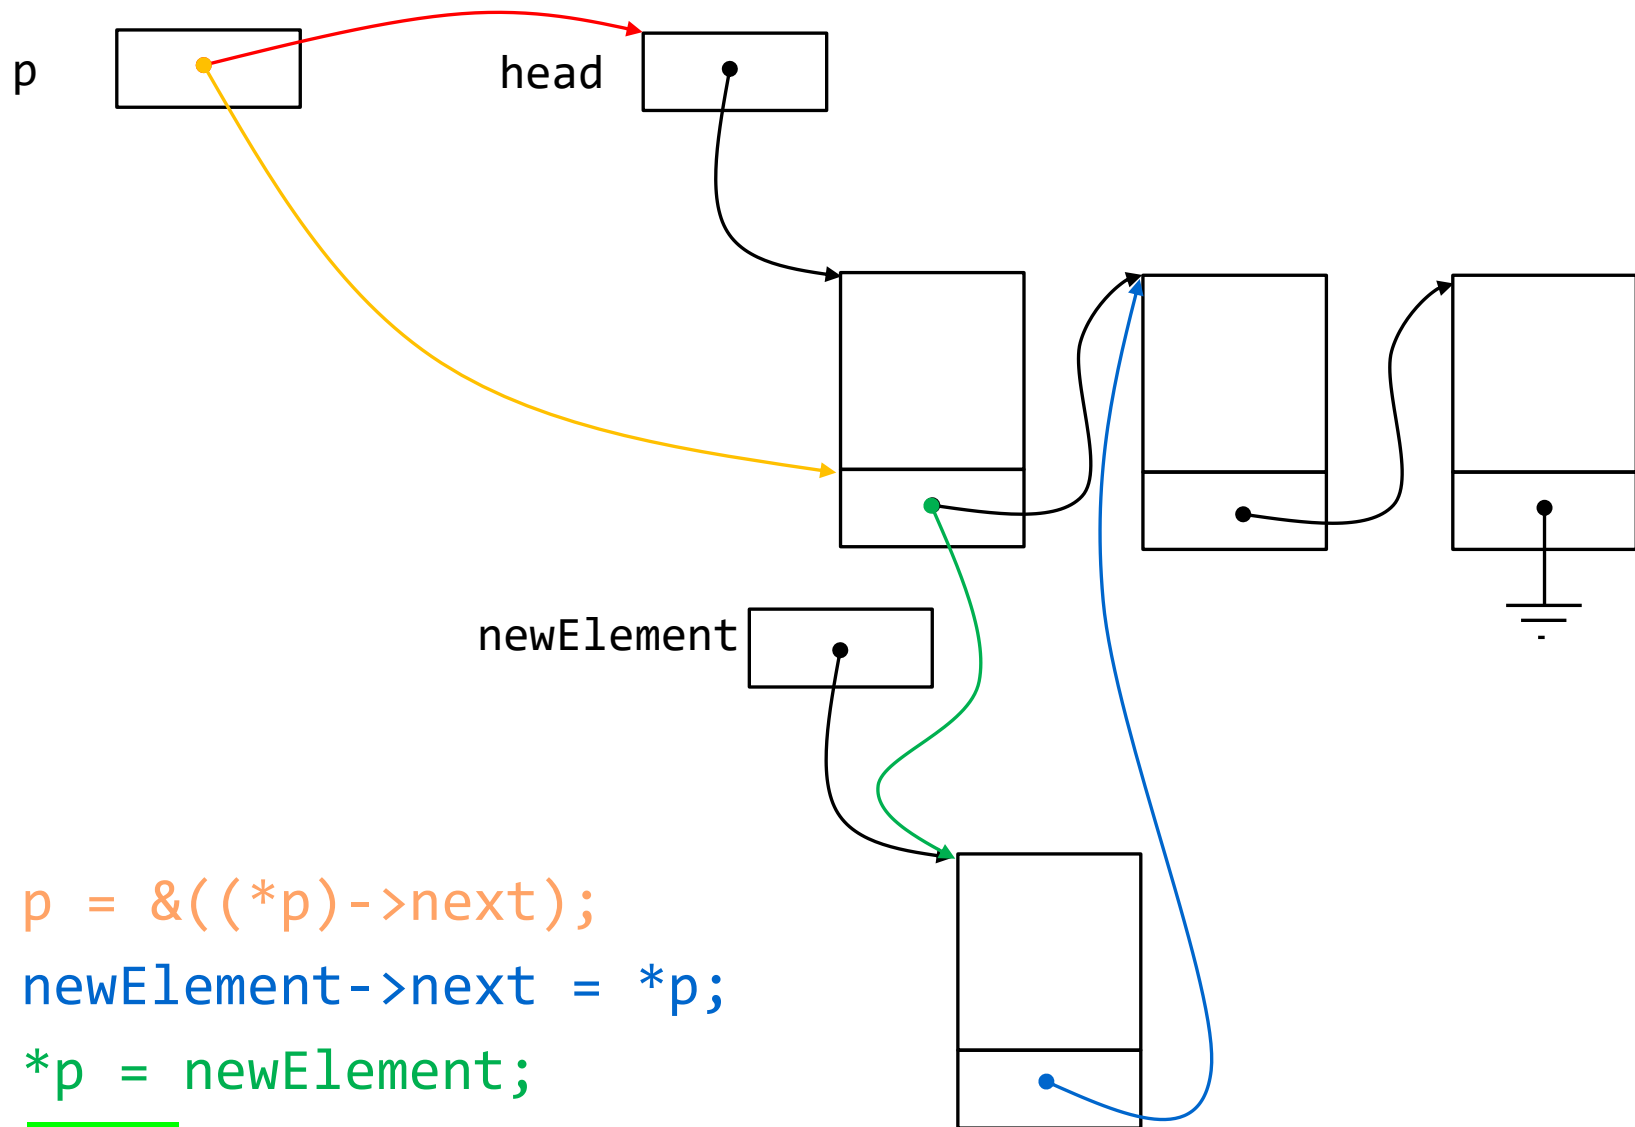 p
head
newElement
p = &((*p)->next);
newElement->next = *p;
*p = newElement;